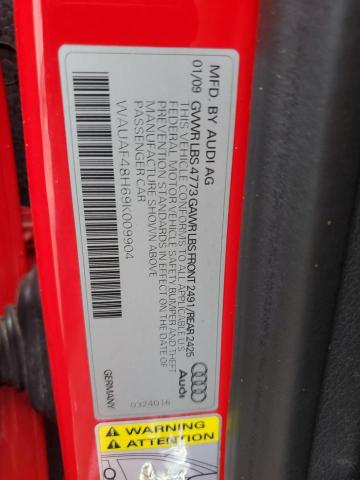 MFD. BY AUDI AG
01/09 GVWR LBS 4773 GAWR LBS FRONT 2491/REAR 2425
THIS VEHICLE CONFORMS TO ALL APPLICABLE U.S.
FEDERAL MOTOR VEHICLE SAFETY BUMPER AND THEFT
PREVENTION STANDARDS IN EFFECT ON THE DATE OF
MANUFACTURE SHOWN ABOVE
PASSENGER CAR
WAUAF48H69K009904
GERMANY
0324016
Audi
WARNING
ATTENTION